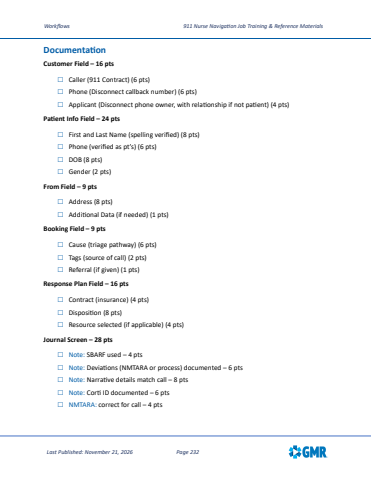 Workflows
911 Nurse Navigation Job Training & Reference Materials
Documentation
Customer Field – 16 pts
☐ Caller (911 Contract) (6 pts)
☐ Phone (Disconnect callback number) (6 pts)
☐ Applicant (Disconnect phone owner, with relationship if not patient) (4 pts)
Patient Info Field – 24 pts
☐ First and Last Name (spelling verified) (8 pts)
☐ Phone (verified as pt's) (6 pts)
☐ DOB (8 pts)
☐ Gender (2 pts)
From Field – 9 pts
☐ Address (8 pts)
☐ Additional Data (if needed) (1 pts)
Booking Field – 9 pts
☐ Cause (triage pathway) (6 pts)
☐ Tags (source of call) (2 pts)
☐ Referral (if given) (1 pts)
Response Plan Field – 16 pts
☐ Contract (insurance) (4 pts)
☐ Disposition (8 pts)
☐ Resource selected (if applicable) (4 pts)
Journal Screen – 28 pts
☐ Note: SBARF used – 4 pts
☐ Note: Deviations (NMTARA or process) documented – 6 pts
☐ Note: Narrative details match call – 8 pts
☐ Note: Corti ID documented – 6 pts
☐ NMTARA: correct for call – 4 pts
Last Published: November 21, 2026
Page 232
GMR